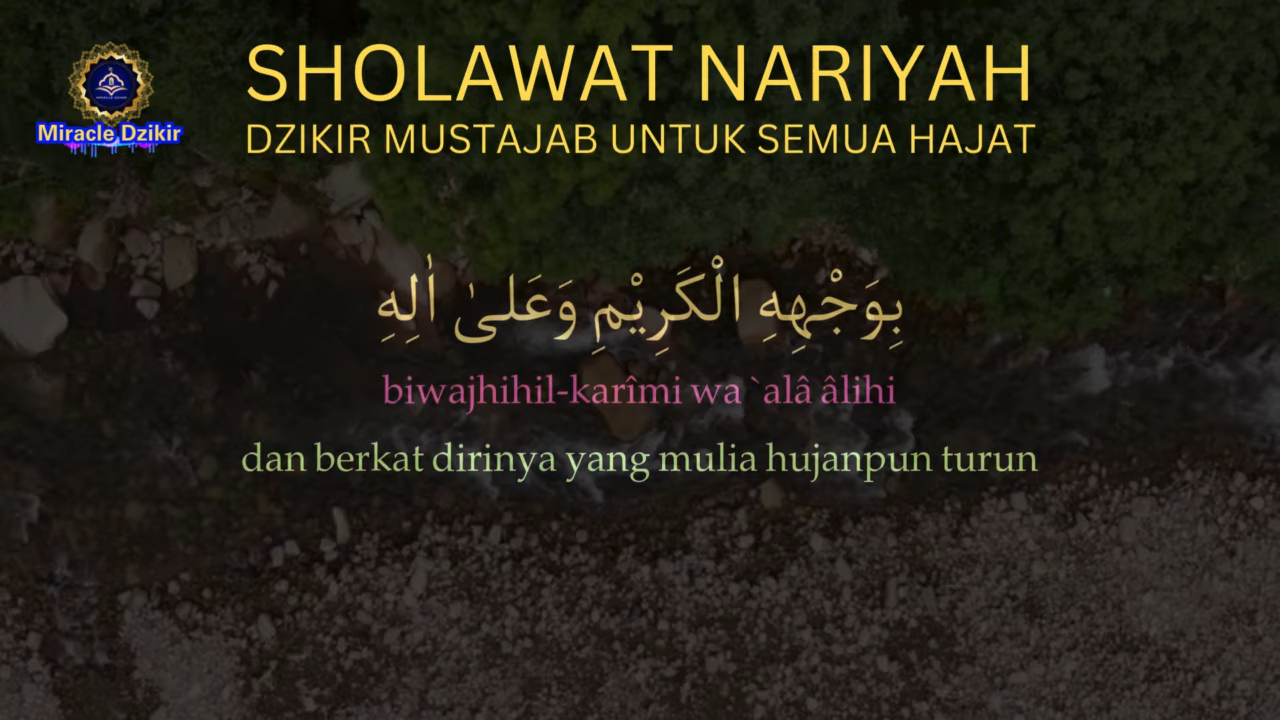 SHOLAWAT NARIYAH
DZIKIR MUSTAJAB UNTUK SEMUA HAJAT
Miracle Dzikir
بِوَجْهِهِ الْكَرِيْمِ وَعَلىٰ اٰلِهِ
biwajhihil-karîmi wa `alâ âlihi
dan berkat dirinya yang mulia hujanpun turun